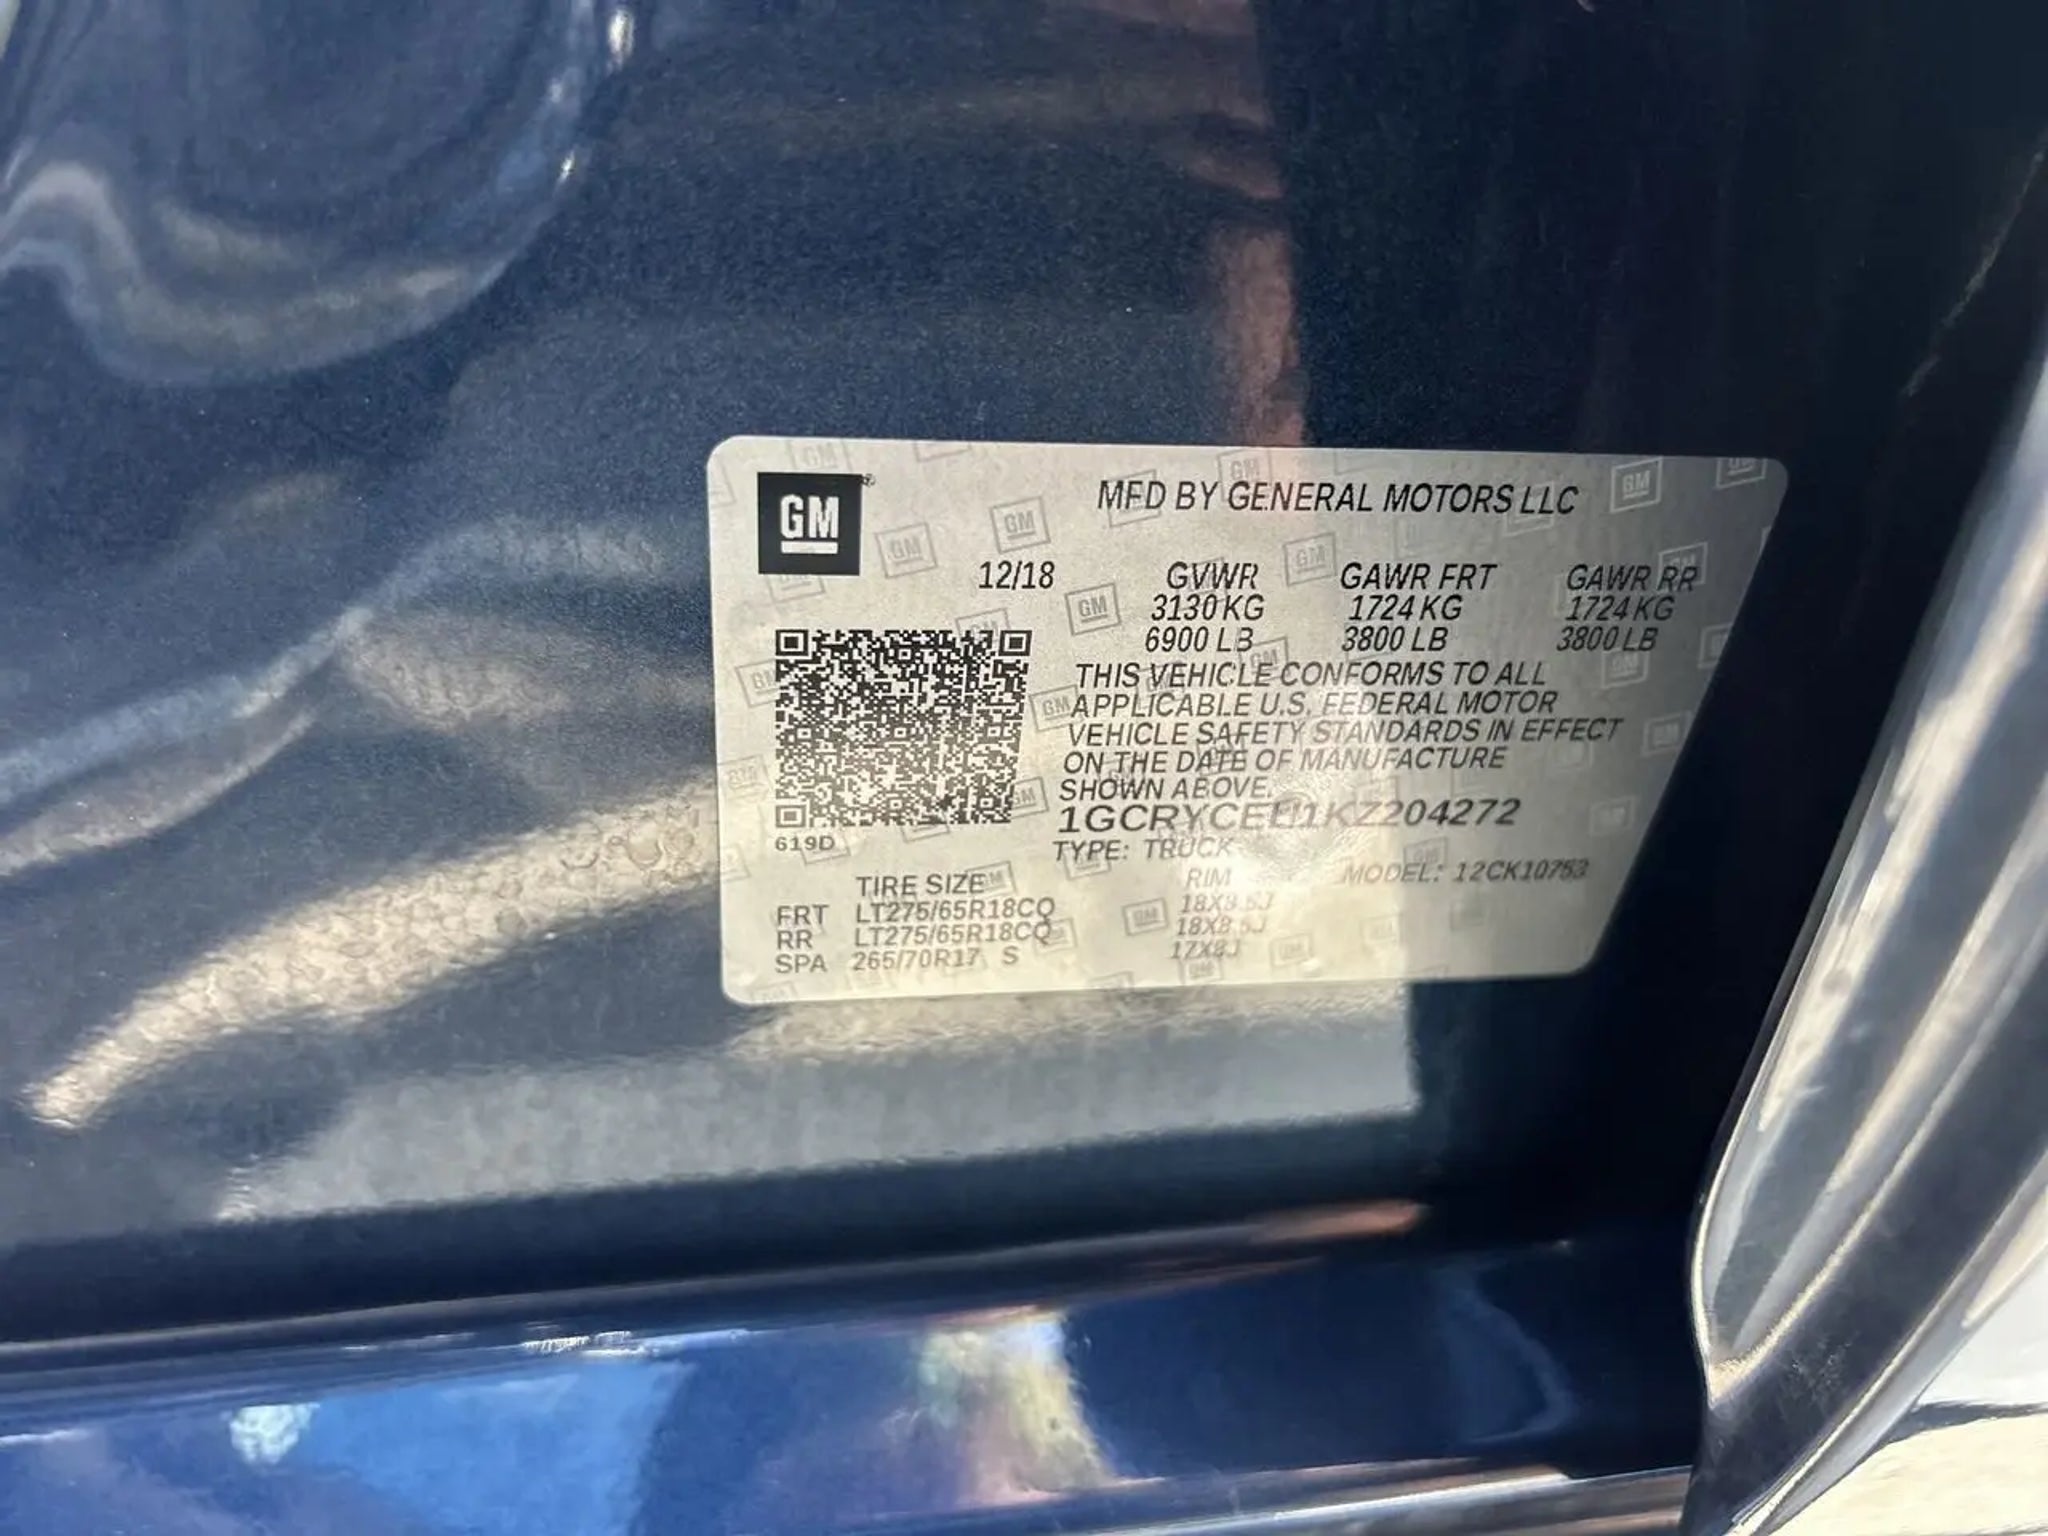 GM
MFD BY GENERAL MOTORS LLC
12/18 GVWR GAWR FRT GAWR RR
3130 KG 1724 KG 1724 KG
6900 LB 3800 LB 3800 LB
THIS VEHICLE CONFORMS TO ALL
APPLICABLE U.S. FEDERAL MOTOR
VEHICLE SAFETY STANDARDS IN EFFECT
ON THE DATE OF MANUFACTURE
SHOWN ABOVE.
1GCRYCEH1KZ204272
619D
TYPE: TRUCK
MODEL: 12CK10753
TIRE SIZE RIM
FRT LT275/65R18CQ 18X8.5J
RR LT275/65R18CQ 18X8.5J
SPA 265/70R17 S 17X8J